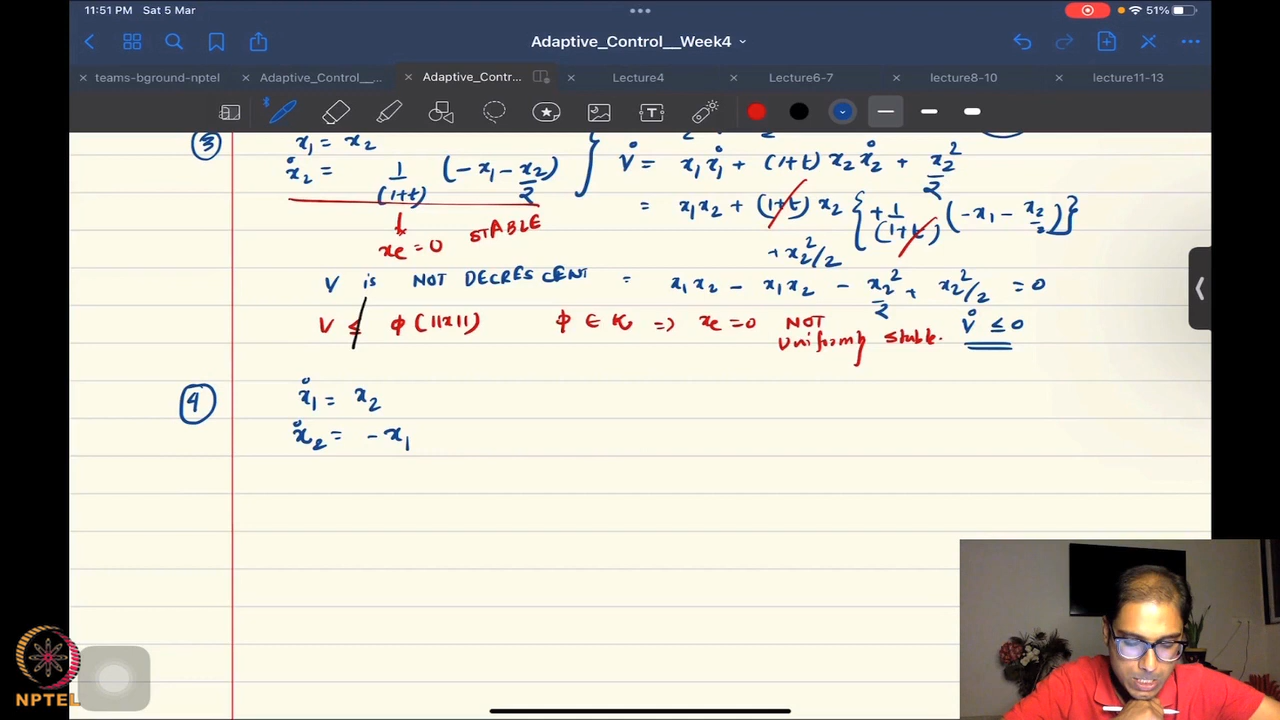 11:51 PM Sat 5 Mar
51%
Adaptive_Control__Week4
teams-bground-nptel
Adaptive_Control__...
Adaptive_Contr...
Lecture4
Lecture6-7
lecture8-10
lecture11-13
③ ẋ₁ = x₂
ẋ₂ = 1/(1+t) (-x₁ - x₂/2) } V̇ = x₁ẋ₁ + (1+t) x₂ẋ₂ + x₂²/2
= x₁x₂ + (1+t) x₂ { +1/(1+t) (-x₁ - x₂/2) }
+ x₂²/2
xe = 0 STABLE
V is NOT DECRESCENT = x₁x₂ - x₁x₂ - x₂²/2 + x₂²/2 = 0
V ≰ φ(||x||) φ ∈ K ⇒ xe = 0 NOT Uniformly stable. V̇ ≤ 0
④ ẋ₁ = x₂
ẋ₂ = -x₁
NPTEL